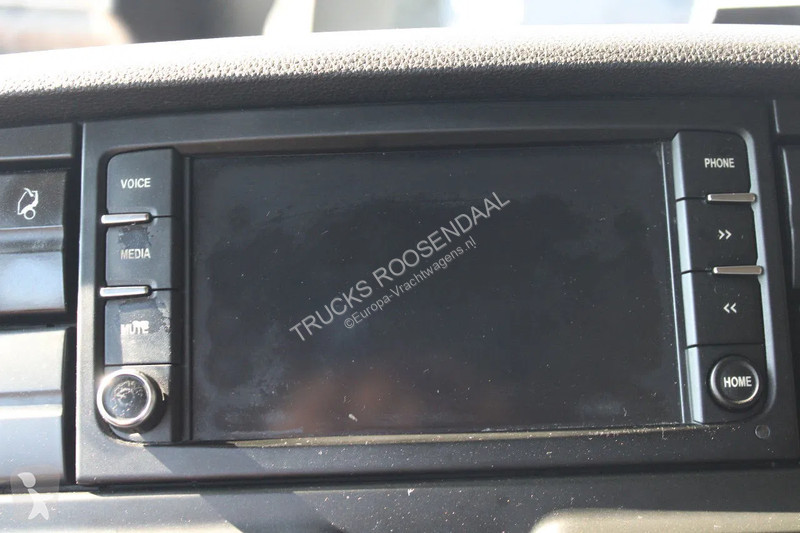 VOICE
MEDIA
MUTE
PHONE
>>
<<
HOME
TRUCKS ROOSENDAAL
©Europa-Vrachtwagens.nl